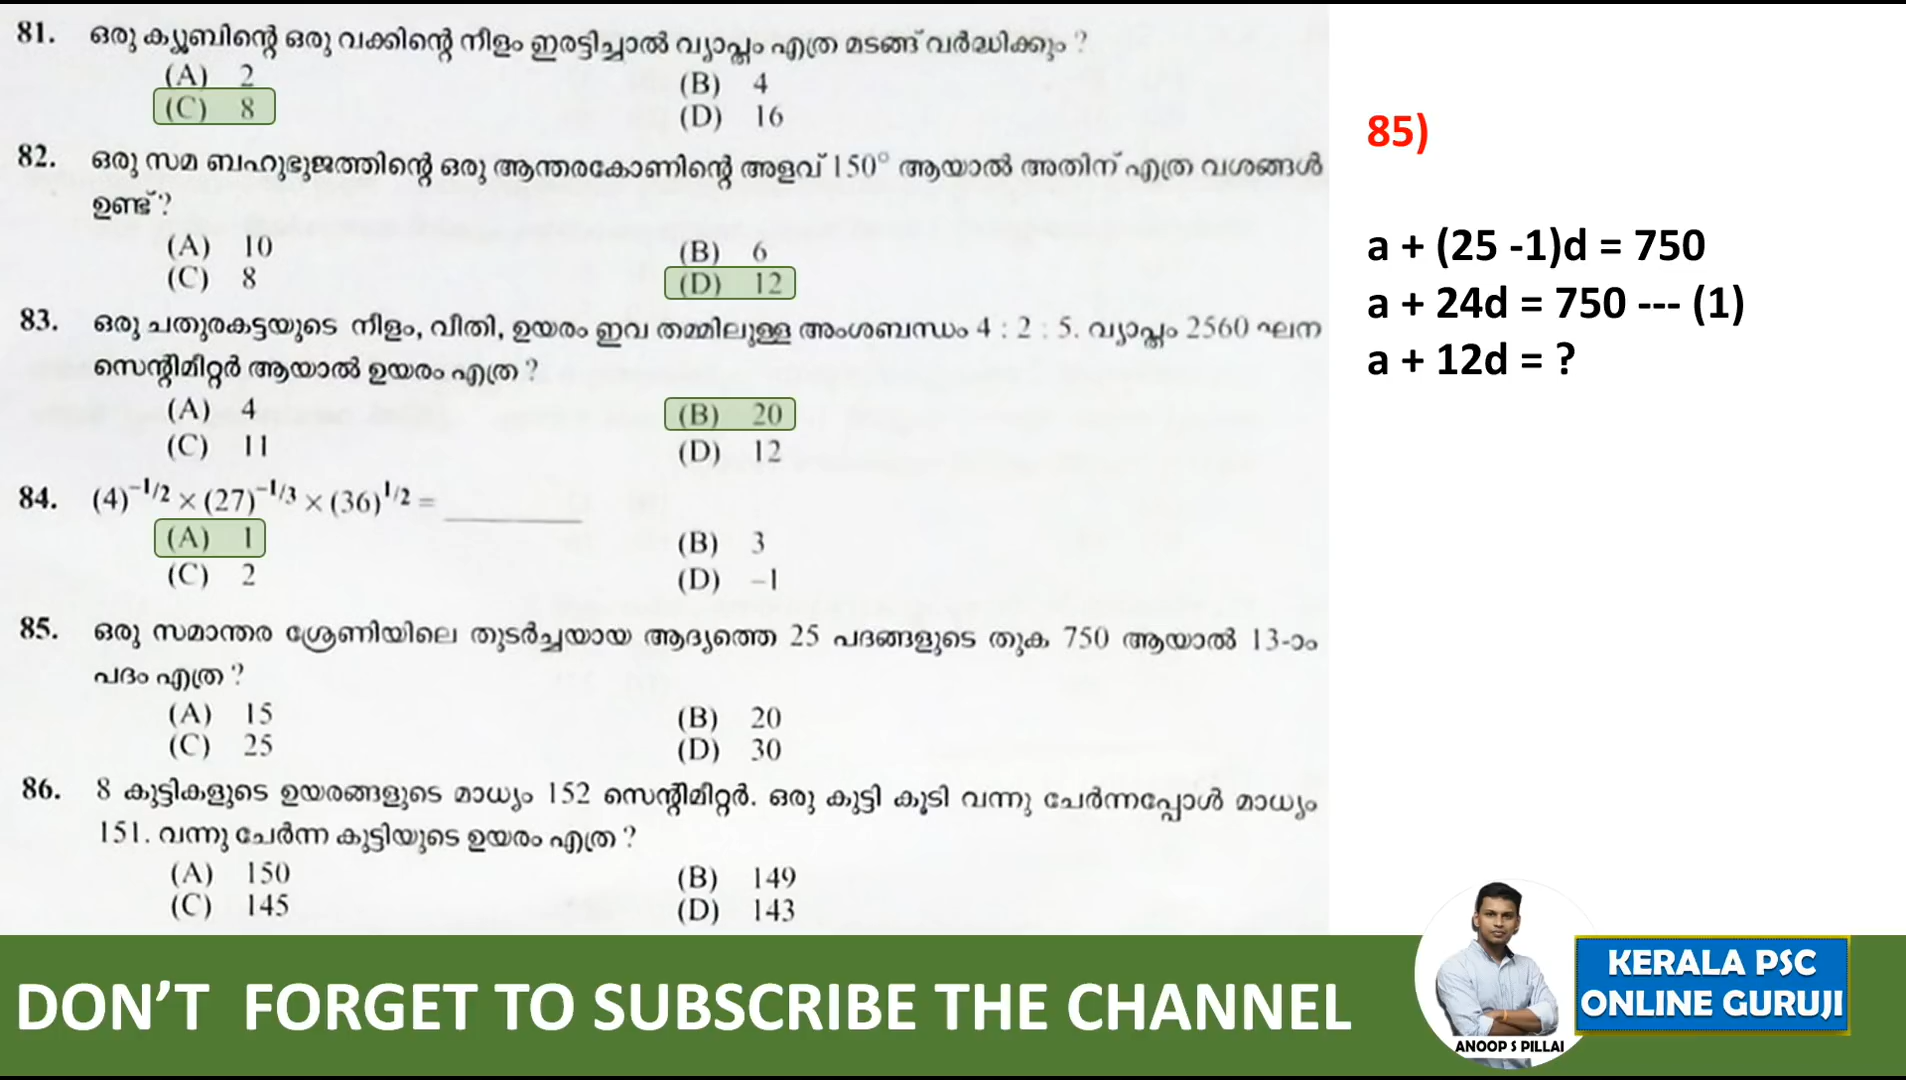 81. ഒരു ക്യൂബിന്റെ ഒരു വക്കിന്റെ നീളം ഇരട്ടിച്ചാൽ വ്യാപ്തം എത്ര മടങ്ങ് വർദ്ധിക്കും ?
(A) 2 (B) 4
(C) 8 (D) 16
82. ഒരു സമ ബഹുഭുജത്തിന്റെ ഒരു ആന്തരകോണിന്റെ അളവ് 150° ആയാൽ അതിന് എത്ര വശങ്ങൾ
ഉണ്ട് ?
(A) 10 (B) 6
(C) 8 (D) 12
83. ഒരു ചതുരകട്ടയുടെ നീളം, വീതി, ഉയരം ഇവ തമ്മിലുള്ള അംശബന്ധം 4 : 2 : 5. വ്യാപ്തം 2560 ഘന
സെന്റീമീറ്റർ ആയാൽ ഉയരം എത്ര ?
(A) 4 (B) 20
(C) 11 (D) 12
84. (4)^–1/2 × (27)^–1/3 × (36)^1/2 = ________
(A) 1 (B) 3
(C) 2 (D) –1
85. ഒരു സമാന്തര ശ്രേണിയിലെ തുടർച്ചയായ ആദ്യത്തെ 25 പദങ്ങളുടെ തുക 750 ആയാൽ 13-ാം
പദം എത്ര ?
(A) 15 (B) 20
(C) 25 (D) 30
86. 8 കുട്ടികളുടെ ഉയരങ്ങളുടെ മാധ്യം 152 സെന്റീമീറ്റർ. ഒരു കുട്ടി കൂടി വന്നു ചേർന്നപ്പോൾ മാധ്യം
151. വന്നു ചേർന്ന കുട്ടിയുടെ ഉയരം എത്ര ?
(A) 150 (B) 149
(C) 145 (D) 143
85)
a + (25 -1)d = 750
a + 24d = 750 --- (1)
a + 12d = ?
DON'T FORGET TO SUBSCRIBE THE CHANNEL
ANOOP S PILLAI
KERALA PSC
ONLINE GURUJI